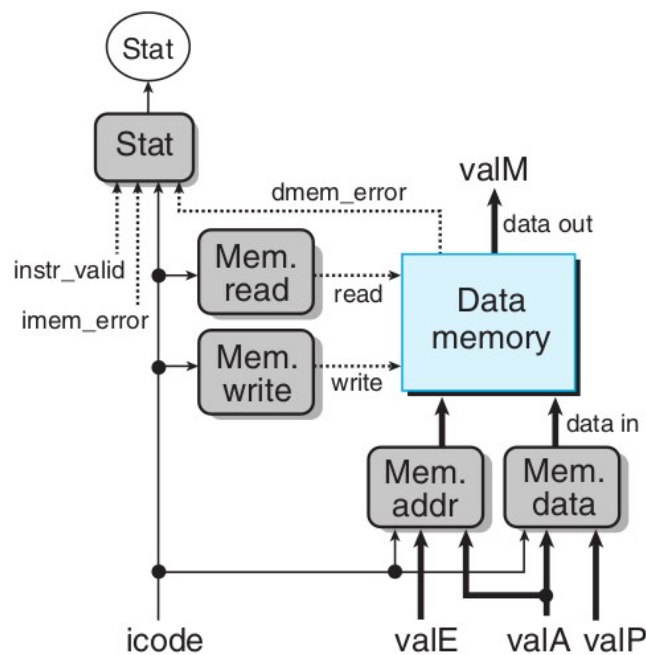 Stat
Stat
valM
dmem_error
data out
instr_valid
Mem.
read
read
Data
memory
imem_error
Mem.
write
write
data in
Mem.
addr
Mem.
data
icode
valE
valA
valP